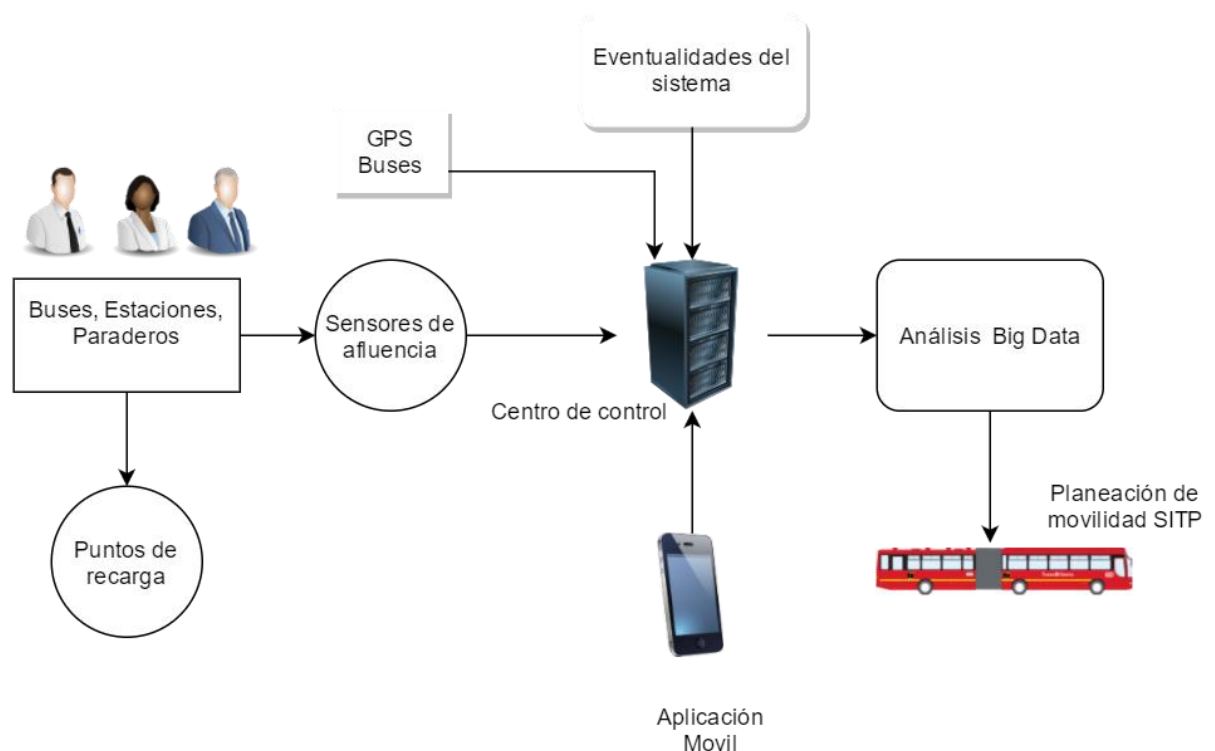 Eventualidades del
sistema
GPS
Buses
Buses, Estaciones,
Paraderos
Sensores de
afluencia
Centro de control
Análisis  Big Data
Puntos de
recarga
Planeación de
movilidad SITP
Aplicación
Movil